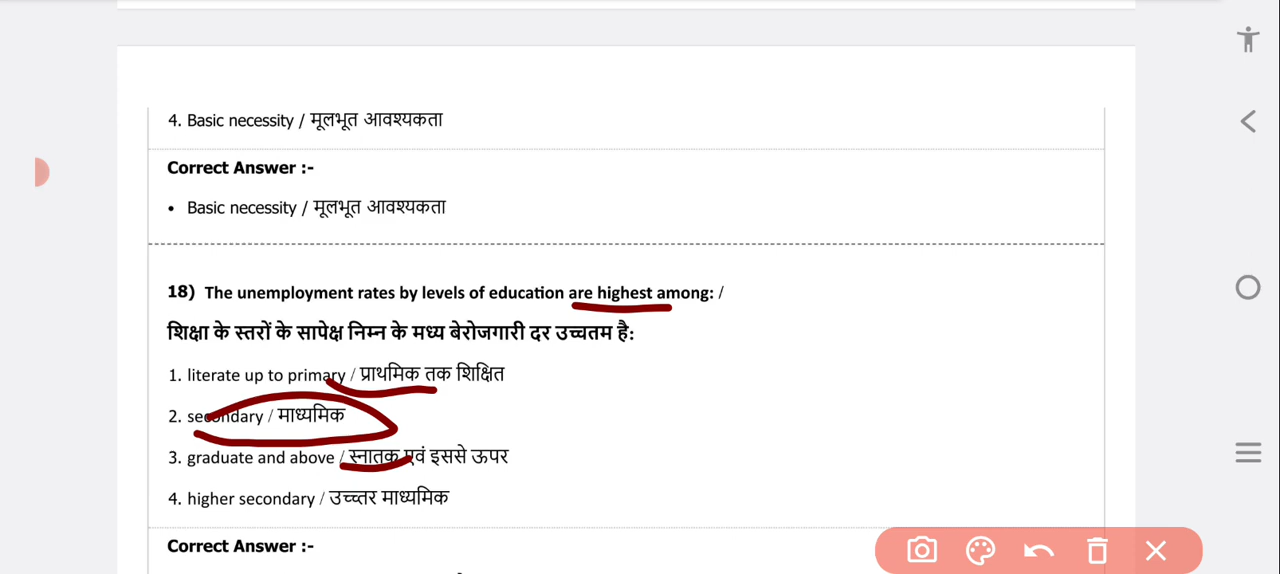 4. Basic necessity / मूलभूत आवश्यकता
Correct Answer :-
• Basic necessity / मूलभूत आवश्यकता
18) The unemployment rates by levels of education are highest among: /
शिक्षा के स्तरों के सापेक्ष निम्न के मध्य बेरोजगारी दर उच्चतम है:
1. literate up to primary / प्राथमिक तक शिक्षित
2. secondary / माध्यमिक
3. graduate and above / स्नातक एवं इससे ऊपर
4. higher secondary / उच्च्तर माध्यमिक
Correct Answer :-